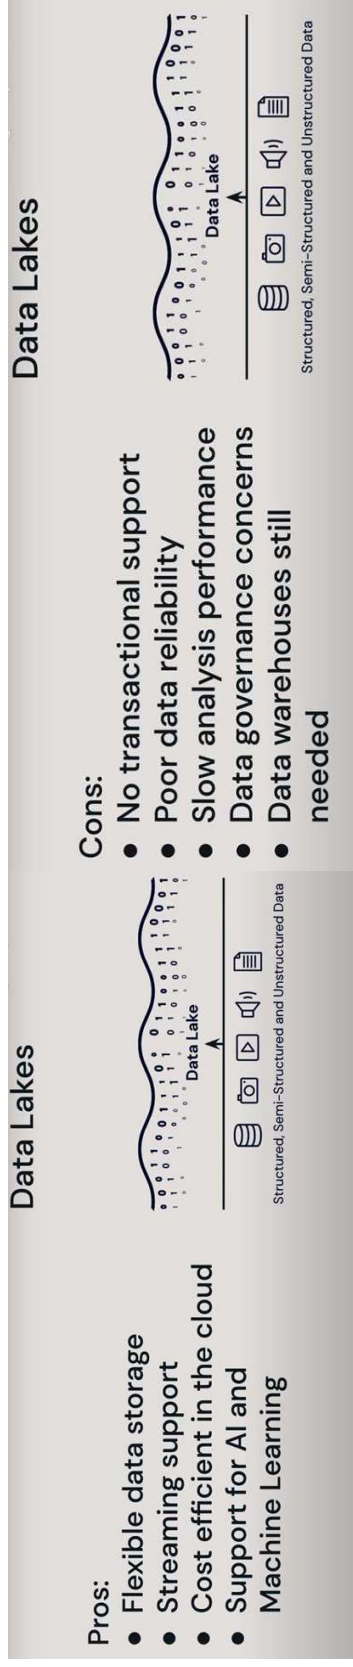 Data Lakes
Pros:
• Flexible data storage
• Streaming support
• Cost efficient in the cloud
• Support for AI and
Machine Learning
Data Lake
Structured, Semi-Structured and Unstructured Data
Data Lakes
Cons:
• No transactional support
• Poor data reliability
• Slow analysis performance
• Data governance concerns
• Data warehouses still
needed
Data Lake
Structured, Semi-Structured and Unstructured Data